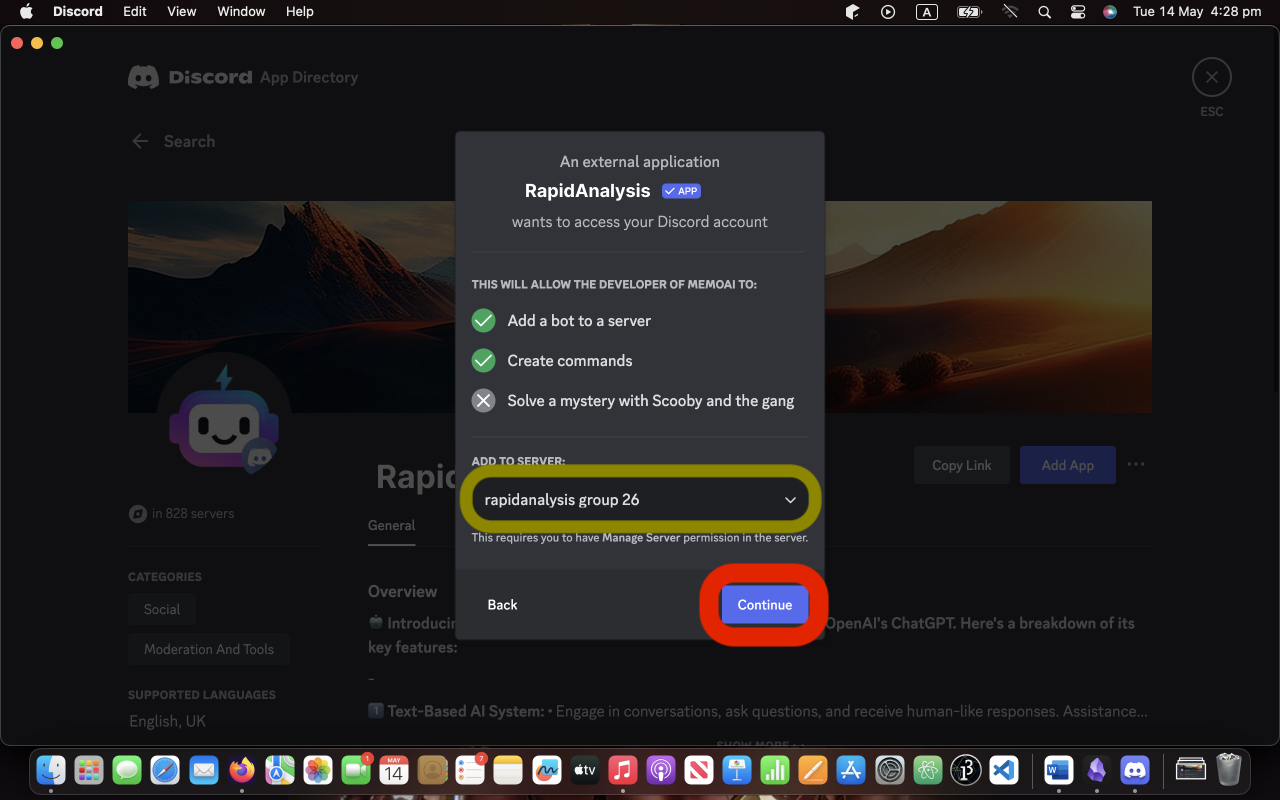 Discord Edit View Window Help
A
Tue 14 May 4:28 pm
Discord App Directory
ESC
Search
An external application
RapidAnalysis APP
wants to access your Discord account
THIS WILL ALLOW THE DEVELOPER OF MEMOAI TO:
Add a bot to a server
Create commands
Solve a mystery with Scooby and the gang
ADD TO SERVER:
rapidanalysis group 26
This requires you to have Manage Server permission in the server.
Back
Continue
Rapid
Copy Link
Add App
in 828 servers
General
CATEGORIES
Social
Moderation And Tools
SUPPORTED LANGUAGES
English, UK
Overview
OpenAI's ChatGPT. Here's a breakdown of its
key features:
–
1 Text-Based AI System: • Engage in conversations, ask questions, and receive human-like responses. Assistance...
SHOW MORE
1
MAY
14
7
tv